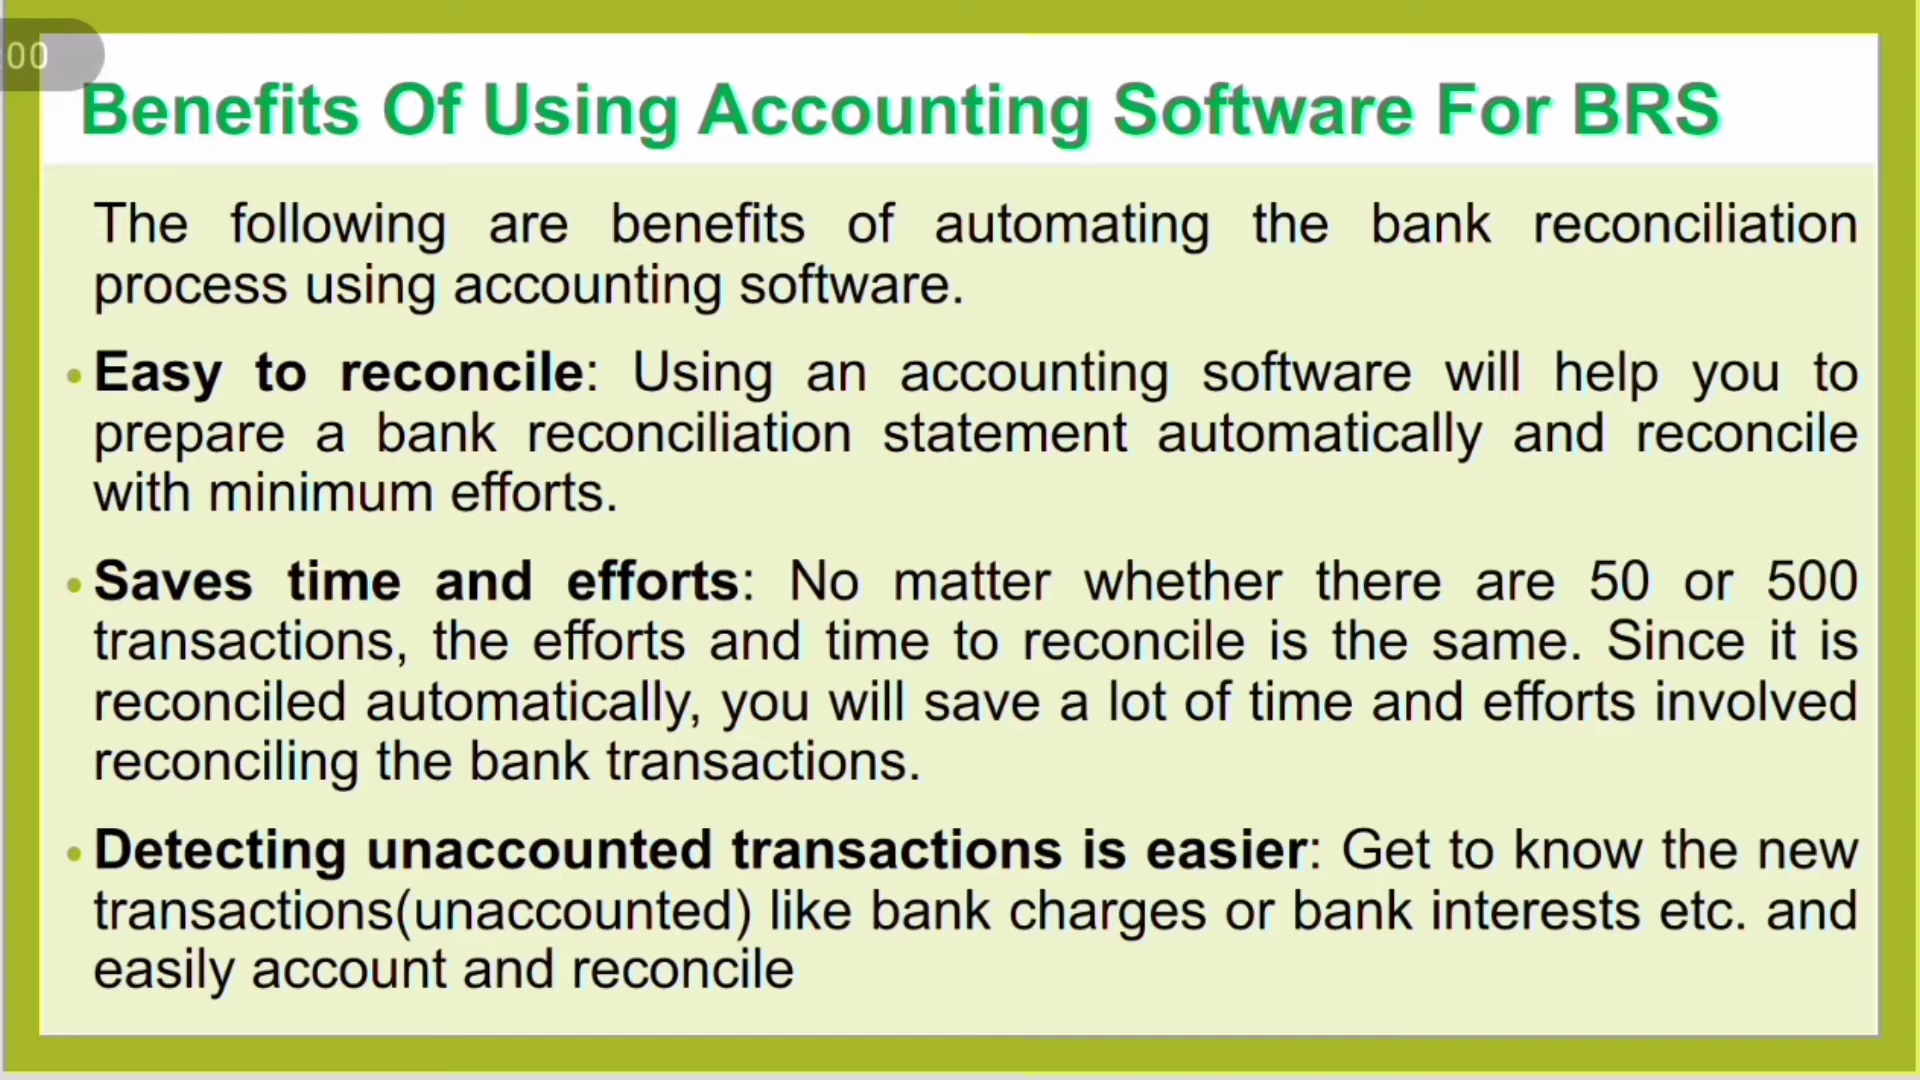 00
Benefits Of Using Accounting Software For BRS
The following are benefits of automating the bank reconciliation
process using accounting software.
• Easy to reconcile: Using an accounting software will help you to
prepare a bank reconciliation statement automatically and reconcile
with minimum efforts.
• Saves time and efforts: No matter whether there are 50 or 500
transactions, the efforts and time to reconcile is the same. Since it is
reconciled automatically, you will save a lot of time and efforts involved
reconciling the bank transactions.
• Detecting unaccounted transactions is easier: Get to know the new
transactions(unaccounted) like bank charges or bank interests etc. and
easily account and reconcile